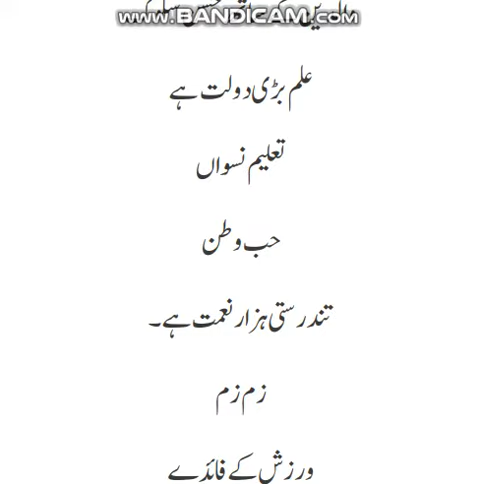 www.BANDICAM.com
علم بڑی دولت ہے
تعلیم نسواں
حب وطن
تندرستی ہزار نعمت ہے۔
زم زم
ورزش کے فائدے